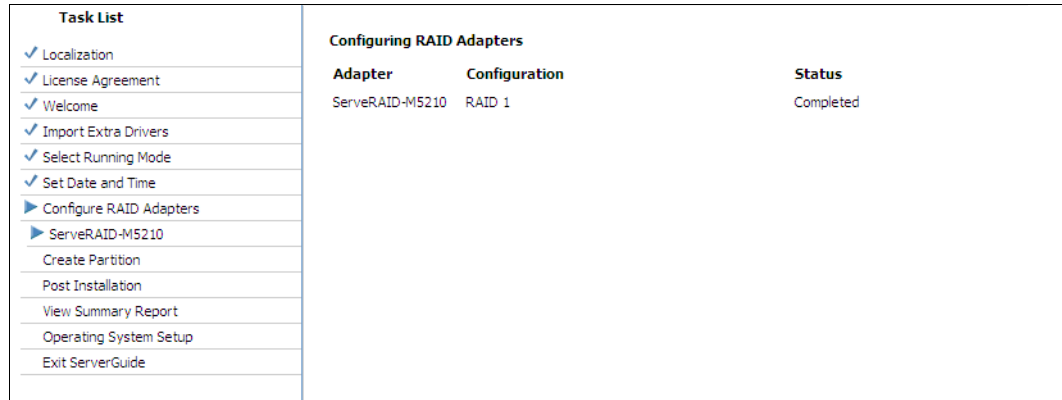 Task List
Localization
License Agreement
Welcome
Import Extra Drivers
Select Running Mode
Set Date and Time
Configure RAID Adapters
ServeRAID-M5210
Create Partition
Post Installation
View Summary Report
Operating System Setup
Exit ServerGuide
Configuring RAID Adapters
Adapter Configuration Status
ServeRAID-M5210 RAID 1 Completed